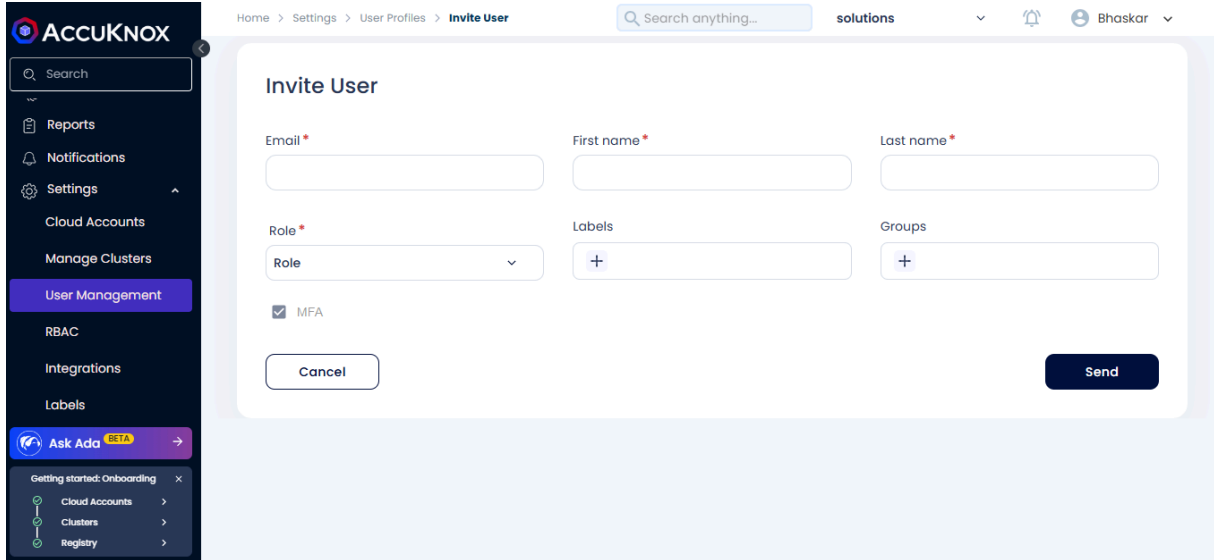 ACCUKNOX
Search
Reports
Notifications
Settings
Cloud Accounts
Manage Clusters
User Management
RBAC
Integrations
Labels
Ask Ada BETA
Getting started: Onboarding
Cloud Accounts
Clusters
Registry
Home > Settings > User Profiles > Invite User
Search anything...
solutions
Bhaskar
Invite User
Email *
First name *
Last name *
Role *
Labels
Groups
Role
MFA
Cancel
Send